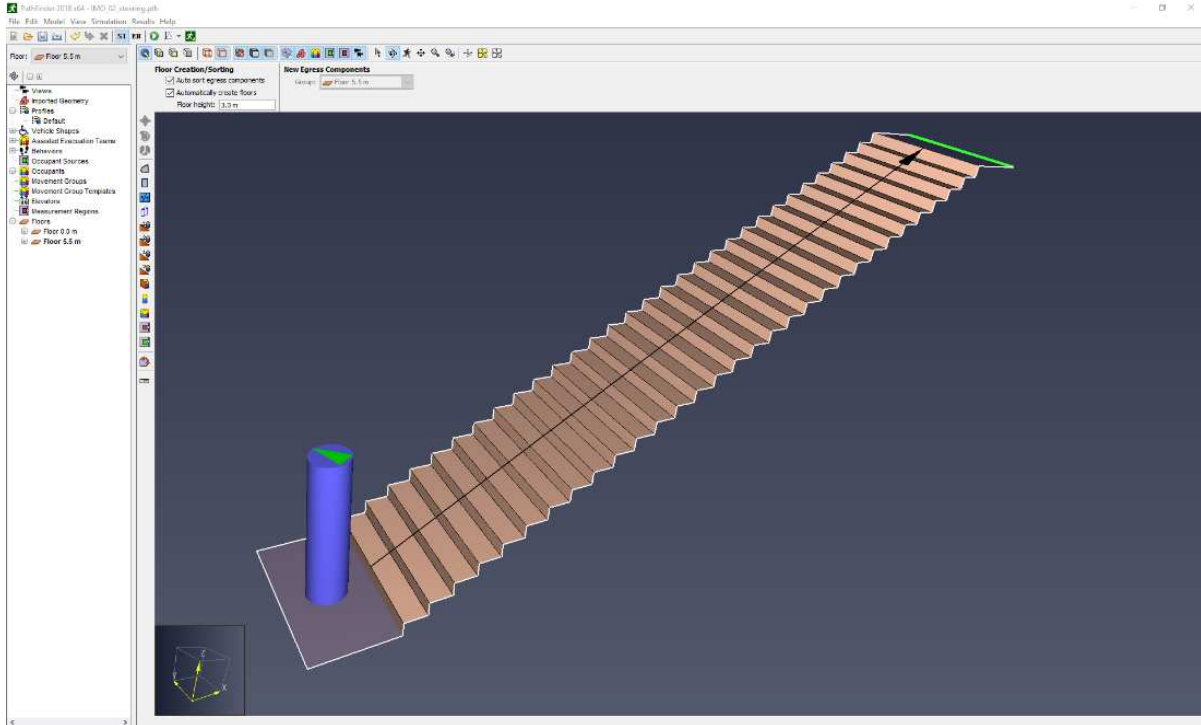 PathFinder 2018 x64 - IMO_02_steering.pth
File Edit Model View Simulation Results Help
Floor: Floor 5.5 m
Floor Creation/Sorting
Auto sort egress components
Automatically create floors
Floor height: 3.0 m
New Egress Components
Group: Floor 5.5 m
Views
Imported Geometry
Profiles
Default
Vehicle Shapes
Assisted Evacuation Teams
Behaviors
Occupant Sources
Occupants
Movement Groups
Movement Group Templates
Elevators
Measurement Regions
Floors
Floor 0.0 m
Floor 5.5 m
Z
X